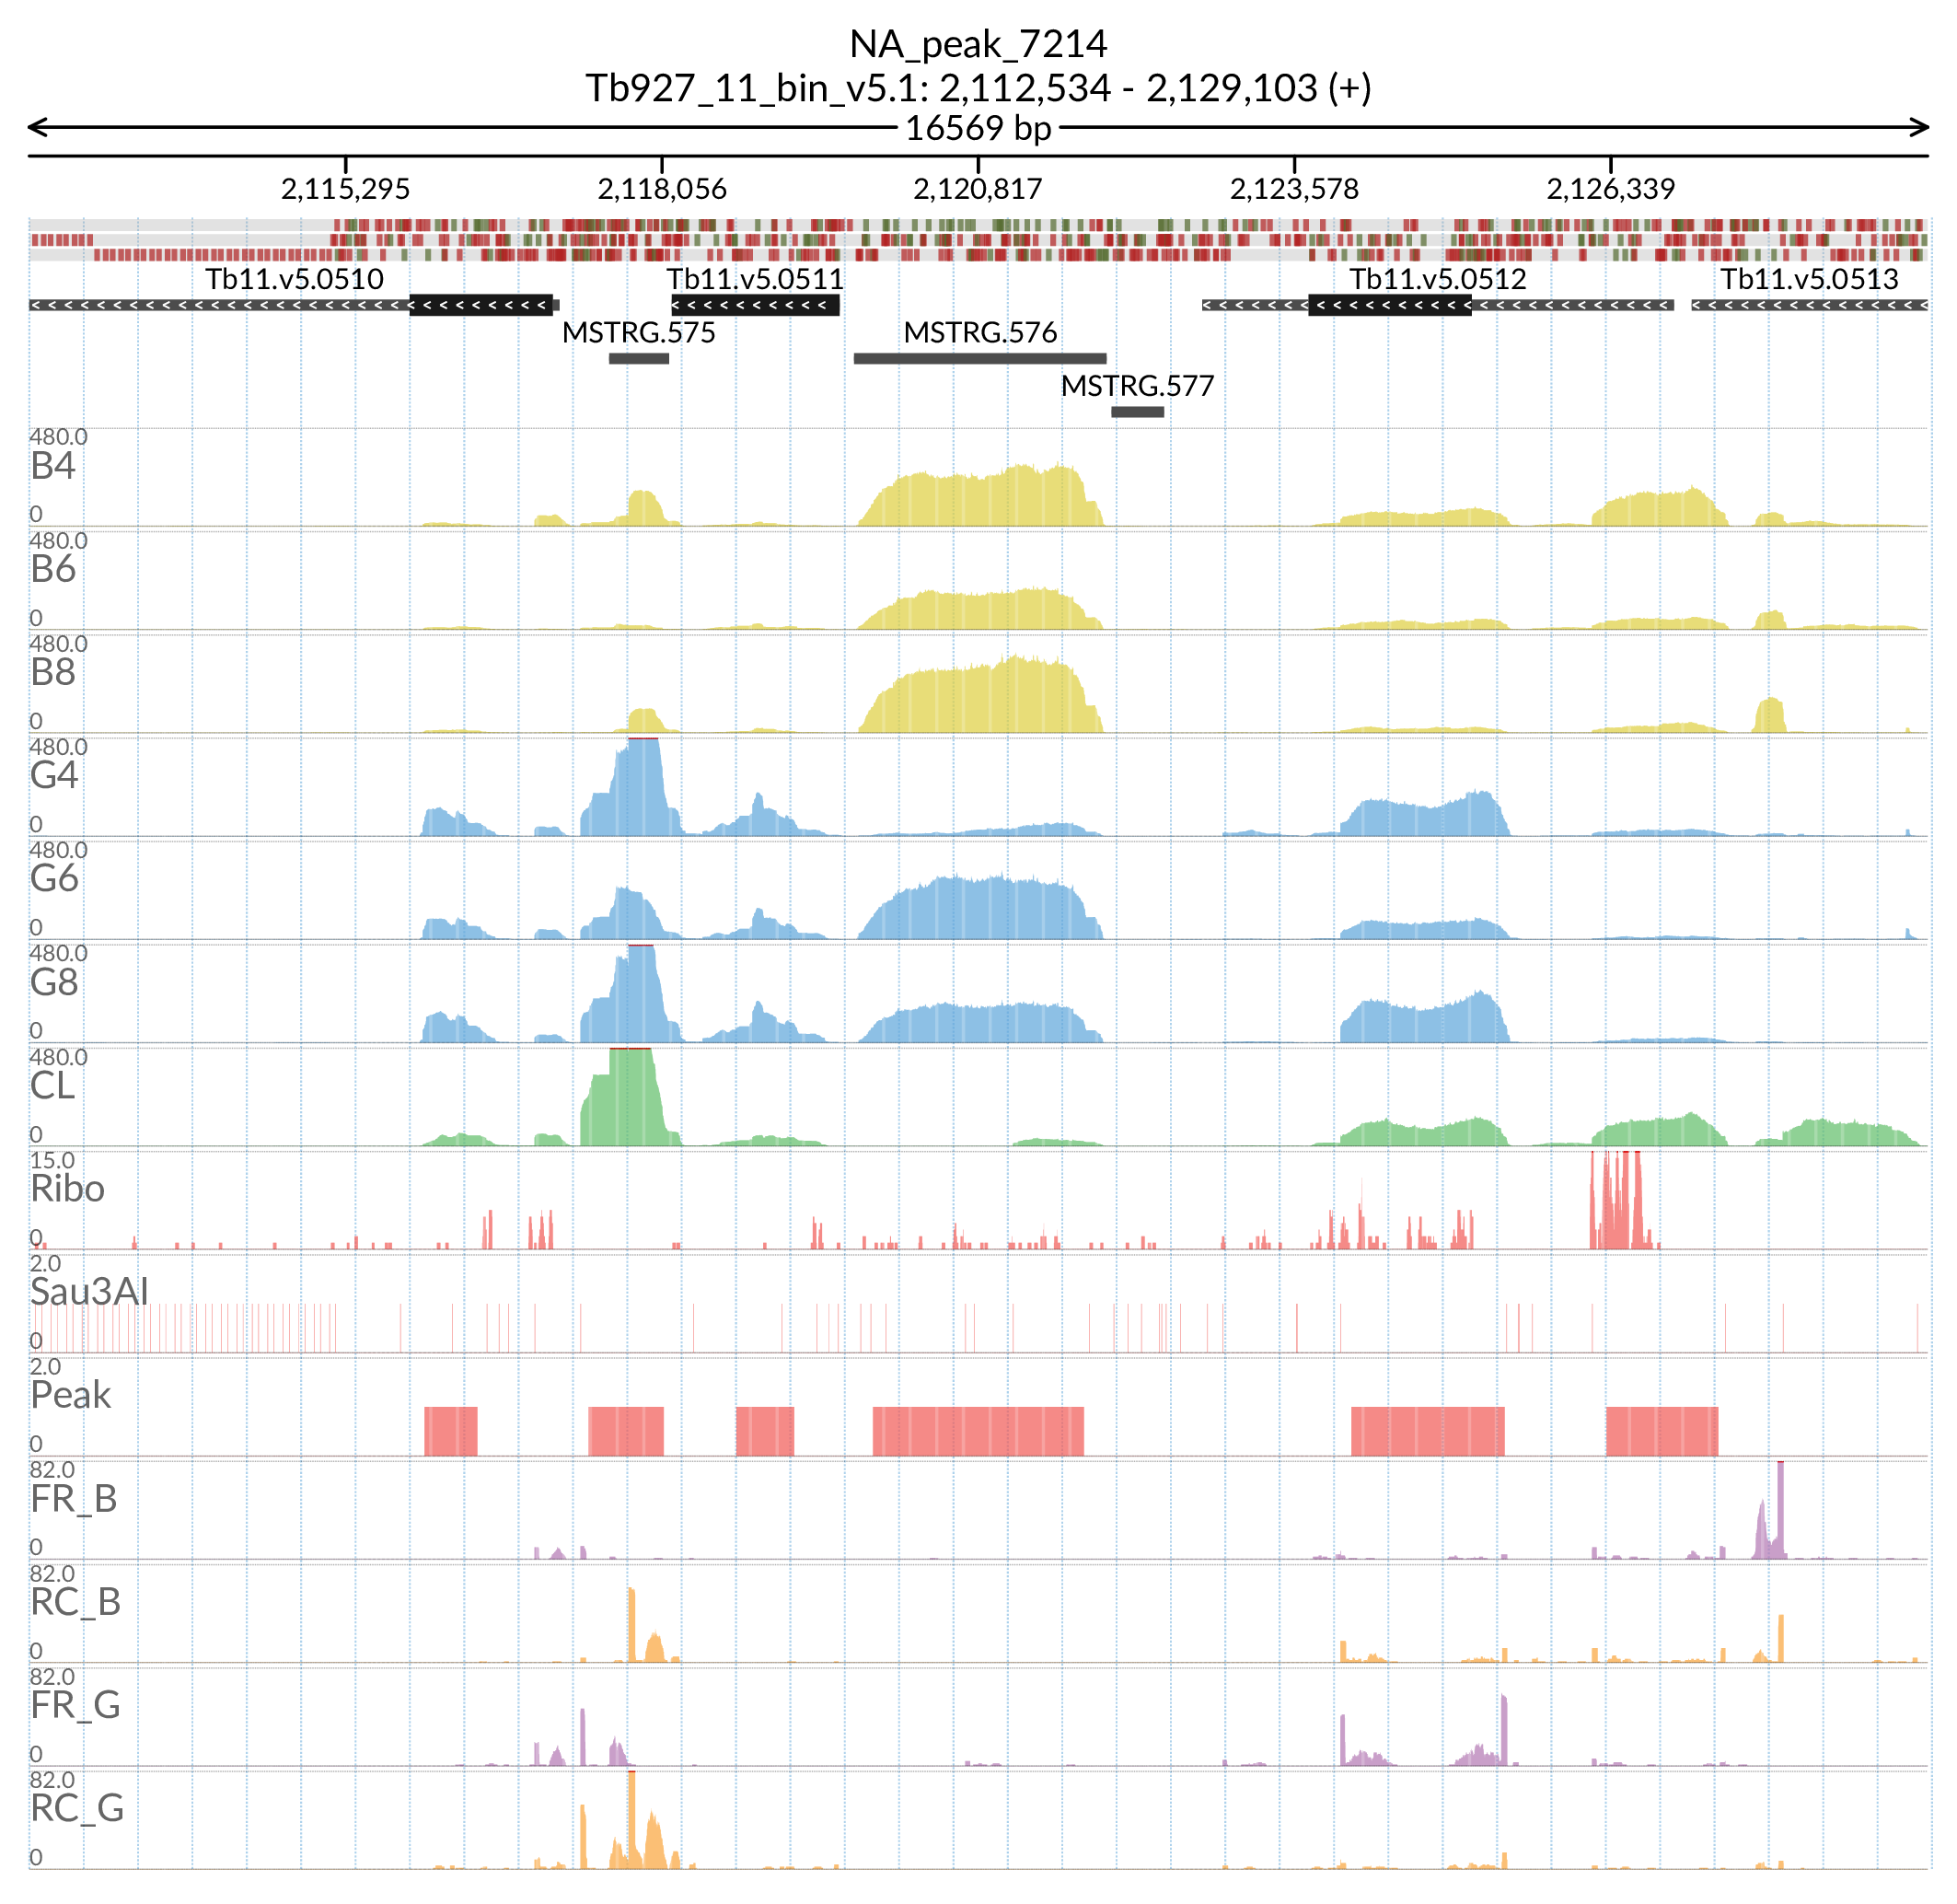 NA_peak_7214
Tb927_11_bin_v5.1: 2,112,534 - 2,129,103 (+)
16569 bp
2,115,295 2,118,056 2,120,817 2,123,578 2,126,339
Tb11.v5.0510 Tb11.v5.0511 Tb11.v5.0512 Tb11.v5.0513
MSTRG.575 MSTRG.576
MSTRG.577
480.0
B4
0
480.0
B6
0
480.0
B8
0
480.0
G4
0
480.0
G6
0
480.0
G8
0
480.0
CL
0
15.0
Ribo
0
2.0
Sau3AI
0
2.0
Peak
0
82.0
FR_B
0
82.0
RC_B
0
82.0
FR_G
0
82.0
RC_G
0